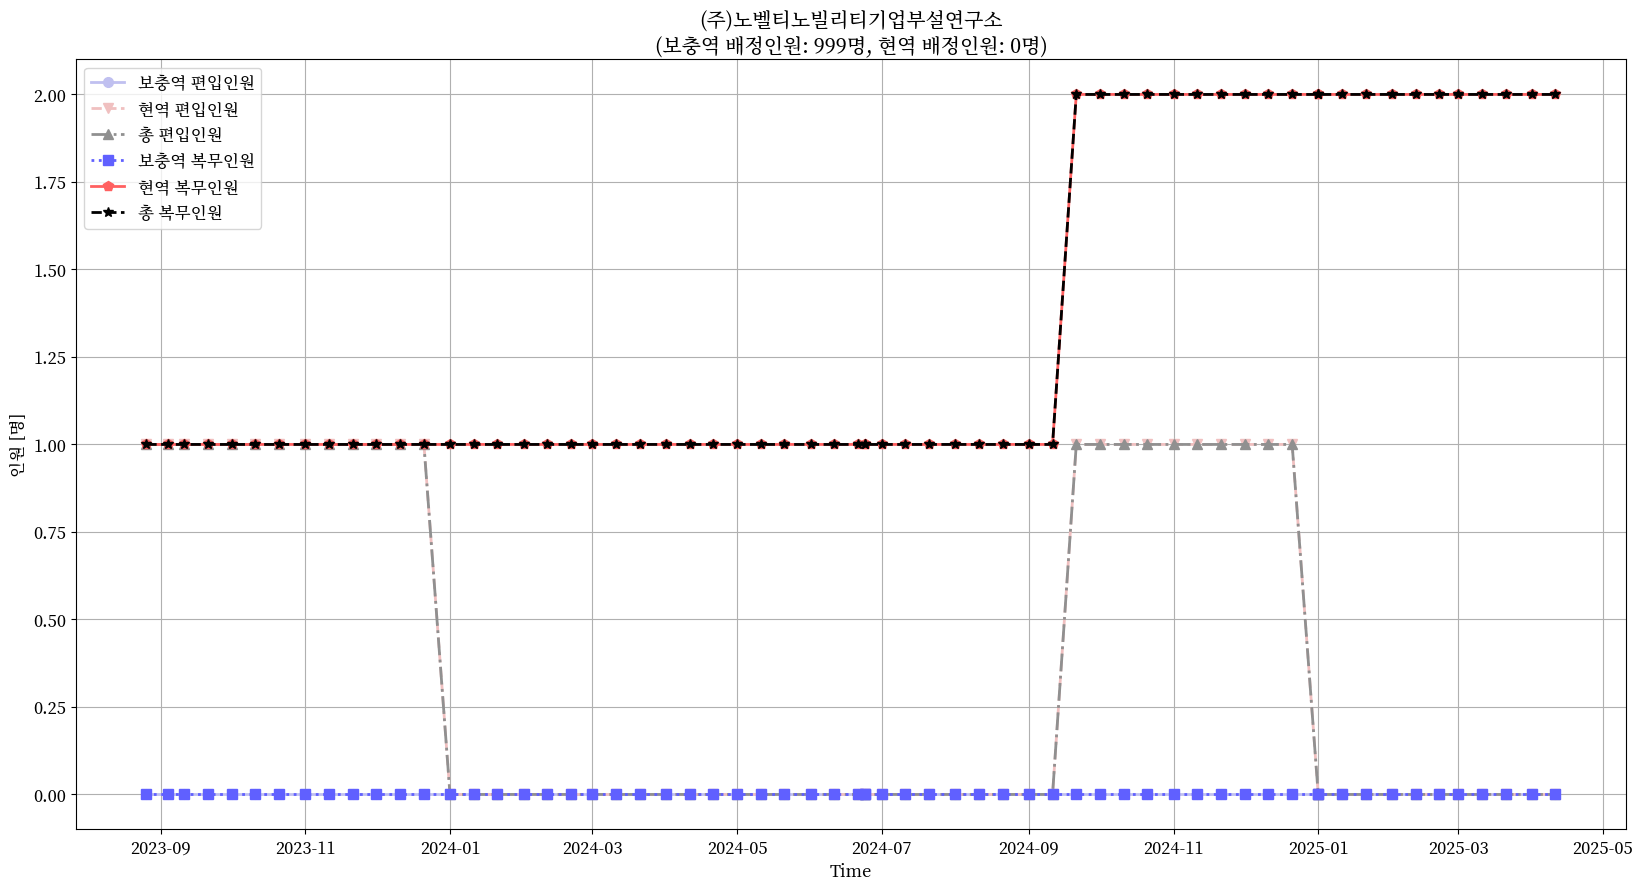 (주)노벨티노빌리티기업부설연구소
(보충역 배정인원: 999명, 현역 배정인원: 0명)
보충역 편입인원
현역 편입인원
총 편입인원
보충역 복무인원
현역 복무인원
총 복무인원
2.00
1.75
1.50
1.25
1.00
0.75
0.50
0.25
0.00
인원 [명]
2023-09 2023-11 2024-01 2024-03 2024-05 2024-07 2024-09 2024-11 2025-01 2025-03 2025-05
Time